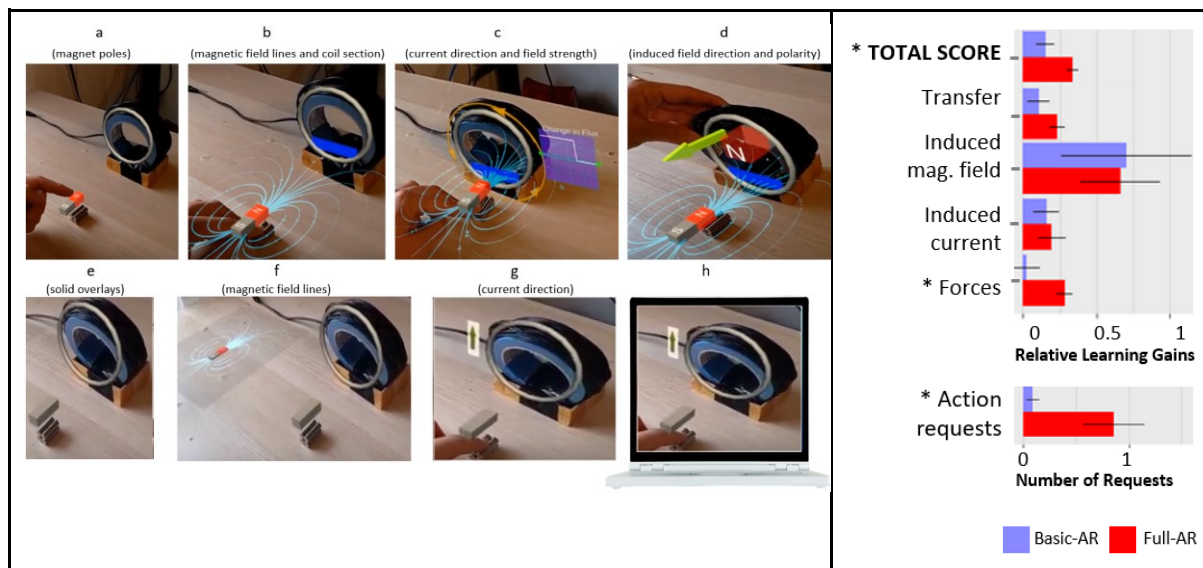 a
(magnet poles)
b
(magnetic field lines and coil section)
c
(current direction and field strength)
d
(induced field direction and polarity)
Change in Flux
N
N
S
e
(solid overlays)
f
(magnetic field lines)
g
(current direction)
h
* TOTAL SCORE
Transfer
Induced
mag. field
Induced
current
* Forces
0 0.5 1
Relative Learning Gains
* Action
requests
0 1
Number of Requests
Basic-AR Full-AR